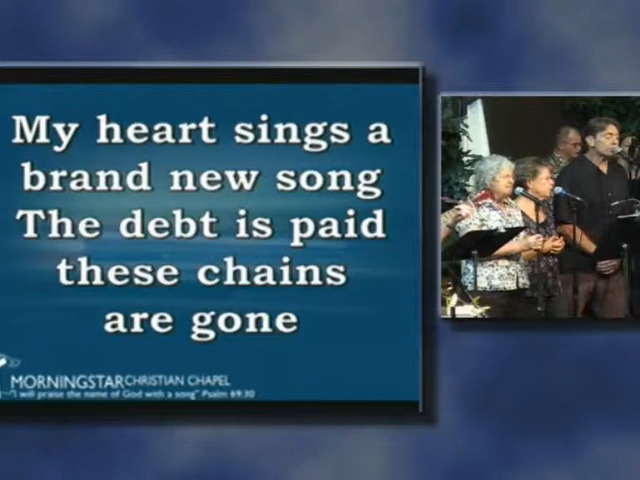 My heart sings a
brand new song
The debt is paid
these chains
are gone
MORNINGSTAR CHRISTIAN CHAPEL
"I will praise the name of God with a song" Psalm 69:30